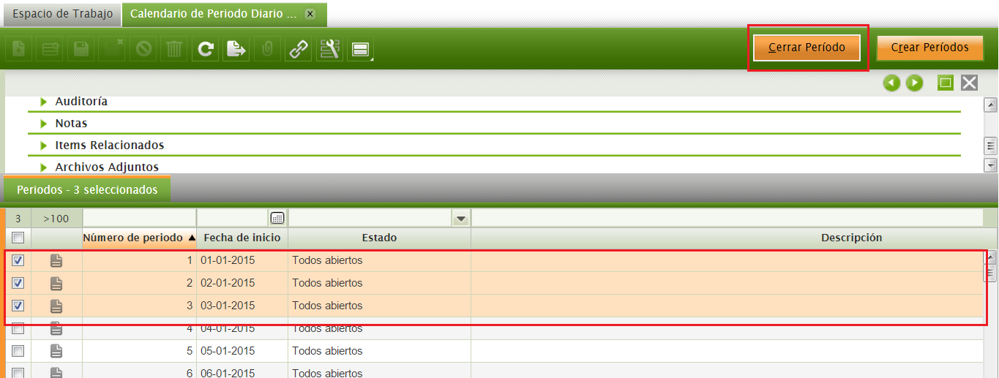 Espacio de Trabajo Calendario de Periodo Diario ... x
Cerrar Período Crear Períodos
Auditoría
Notas
Items Relacionados
Archivos Adjuntos
Periodos - 3 seleccionados
3 >100
Número de periodo Fecha de inicio Estado Descripción
1 01-01-2015 Todos abiertos
2 02-01-2015 Todos abiertos
3 03-01-2015 Todos abiertos
4 04-01-2015 Todos abiertos
5 05-01-2015 Todos abiertos
6 06-01-2015 Todos abiertos